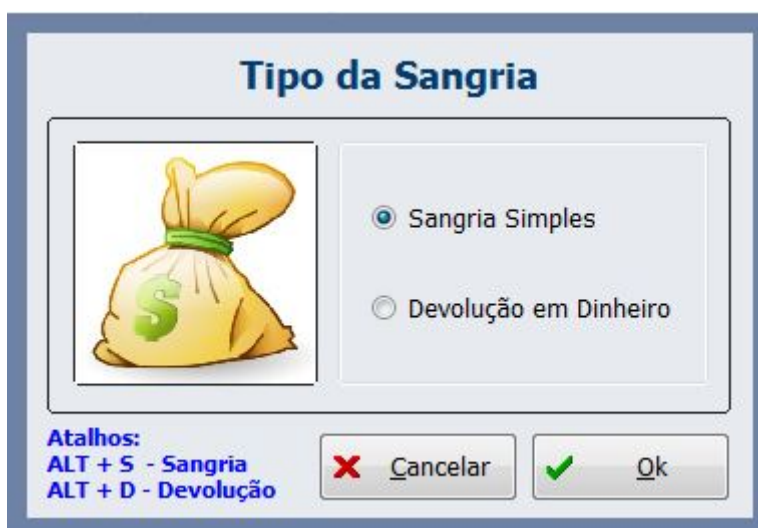 Tipo da Sangria
$
Sangria Simples
Devolução em Dinheiro
Atalhos:
ALT + S - Sangria
ALT + D - Devolução
Cancelar
Ok